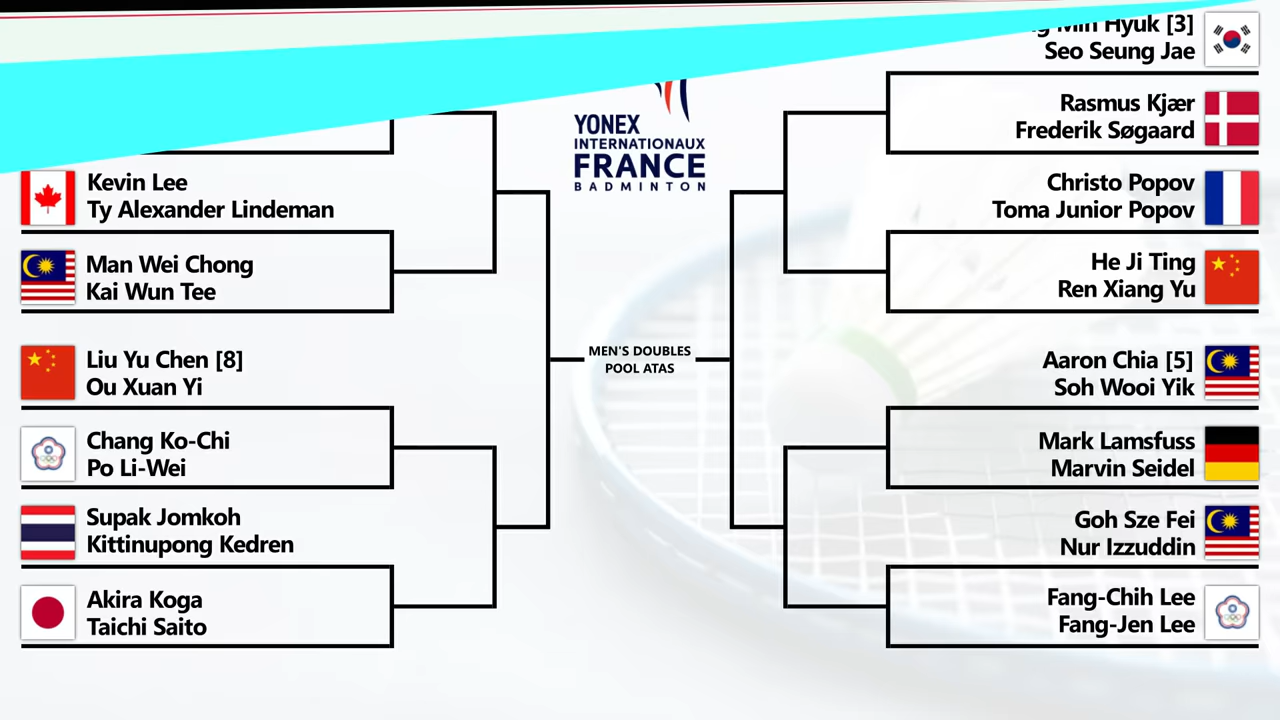 YONEX
INTERNATIONAUX
FRANCE
BADMINTON
Kevin Lee
Ty Alexander Lindeman
Man Wei Chong
Kai Wun Tee
Liu Yu Chen [8]
Ou Xuan Yi
Chang Ko-Chi
Po Li-Wei
Supak Jomkoh
Kittinupong Kedren
Akira Koga
Taichi Saito
MEN'S DOUBLES
POOL ATAS
Hyuk [3]
Seo Seung Jae
Rasmus Kjær
Frederik Søgaard
Christo Popov
Toma Junior Popov
He Ji Ting
Ren Xiang Yu
Aaron Chia [5]
Soh Wooi Yik
Mark Lamsfuss
Marvin Seidel
Goh Sze Fei
Nur Izzuddin
Fang-Chih Lee
Fang-Jen Lee